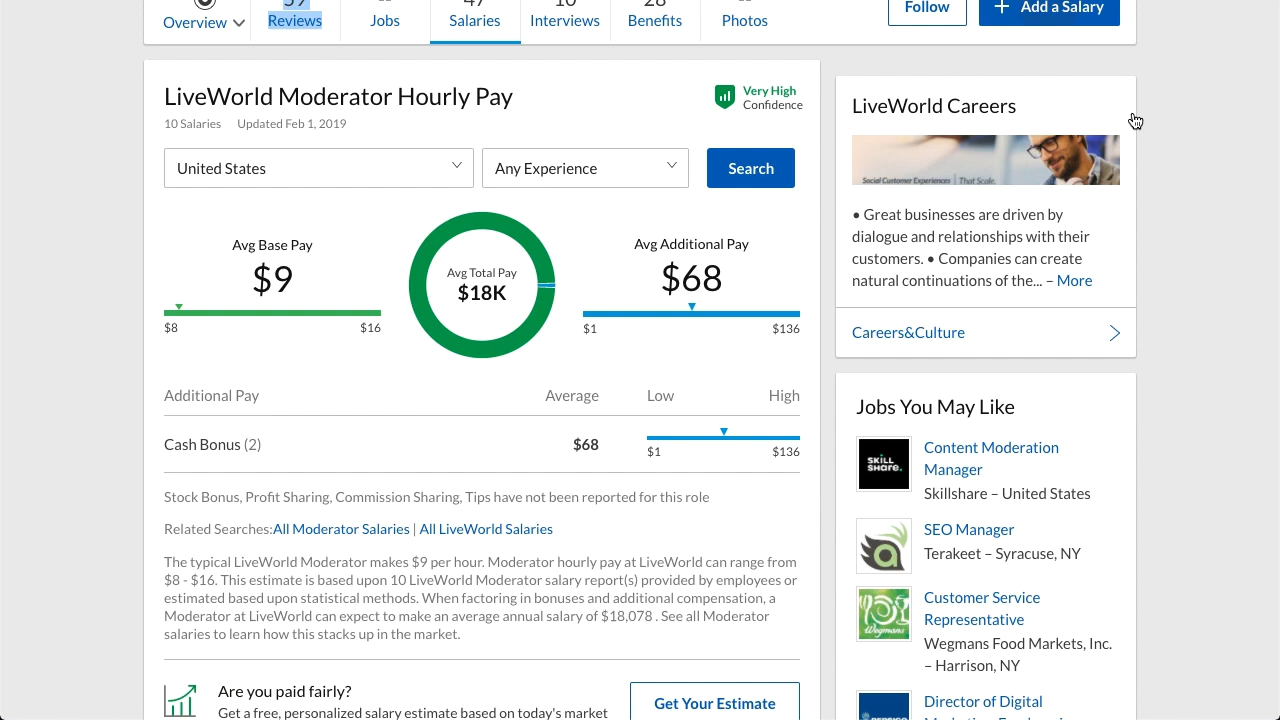 59 47 10 28
Overview Reviews Jobs Salaries Interviews Benefits Photos
Follow
Add a Salary
LiveWorld Moderator Hourly Pay
Very High
Confidence
10 Salaries Updated Feb 1, 2019
United States
Any Experience
Search
Avg Base Pay
$9
$8 $16
Avg Total Pay
$18K
Avg Additional Pay
$68
$1 $136
Additional Pay Average Low High
Cash Bonus (2) $68
$1 $136
Stock Bonus, Profit Sharing, Commission Sharing, Tips have not been reported for this role
Related Searches:All Moderator Salaries | All LiveWorld Salaries
The typical LiveWorld Moderator makes $9 per hour. Moderator hourly pay at LiveWorld can range from
$8 - $16. This estimate is based upon 10 LiveWorld Moderator salary report(s) provided by employees or
estimated based upon statistical methods. When factoring in bonuses and additional compensation, a
Moderator at LiveWorld can expect to make an average annual salary of $18,078 . See all Moderator
salaries to learn how this stacks up in the market.
Are you paid fairly?
Get a free, personalized salary estimate based on today's market
Get Your Estimate
LiveWorld Careers
Social Customer Experiences | That Scale.
• Great businesses are driven by
dialogue and relationships with their
customers. • Companies can create
natural continuations of the... – More
Careers&Culture
Jobs You May Like
SKILL
SHARE.
Content Moderation
Manager
Skillshare – United States
SEO Manager
Terakeet – Syracuse, NY
Wegmans
Customer Service
Representative
Wegmans Food Markets, Inc.
– Harrison, NY
Director of Digital